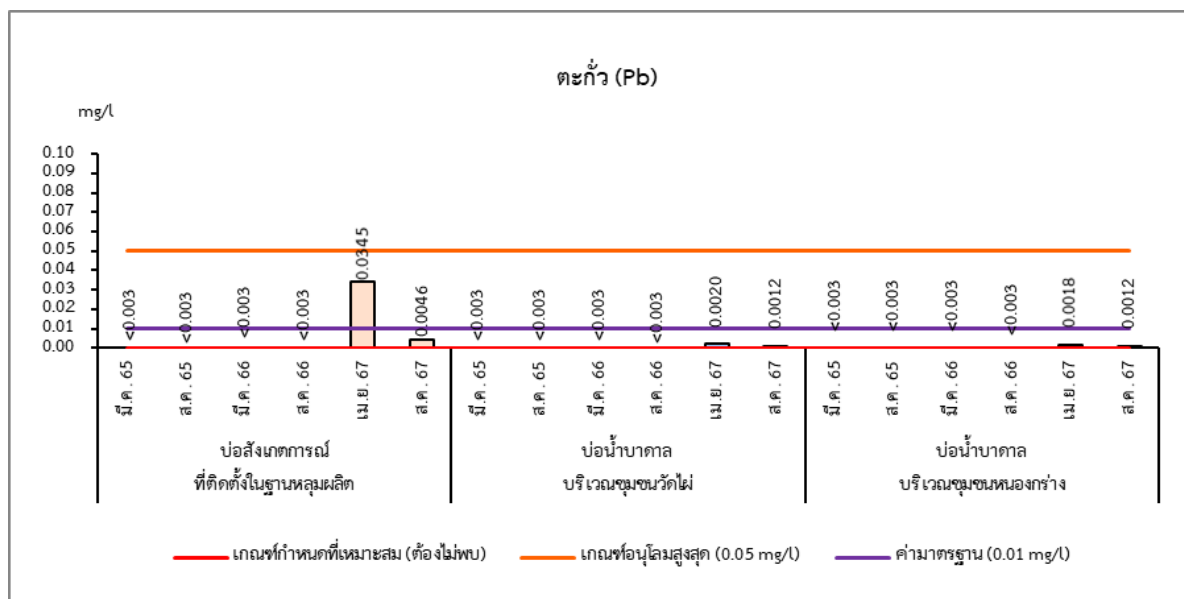 ตะกั่ว (Pb)
mg/l
0.10
0.09
0.08
0.07
0.06
0.05
0.04
0.03
0.02
0.01
0.00
<0.003
<0.003
<0.003
<0.003
0.0345
0.0046
<0.003
<0.003
<0.003
<0.003
0.0020
0.0012
<0.003
<0.003
<0.003
<0.003
0.0018
0.0012
มี.ค. 65
ส.ค. 65
มี.ค. 66
ส.ค. 66
เม.ย. 67
ส.ค. 67
มี.ค. 65
ส.ค. 65
มี.ค. 66
ส.ค. 66
เม.ย. 67
ส.ค. 67
มี.ค. 65
ส.ค. 65
มี.ค. 66
ส.ค. 66
เม.ย. 67
ส.ค. 67
บ่อสังเกตการณ์
ที่ติดตั้งในฐานหลุมผลิต
บ่อน้ำบาดาล
บริเวณชุมชนวัดไผ่
บ่อน้ำบาดาล
บริเวณชุมชนหนองกร่าง
เกณฑ์กำหนดที่เหมาะสม (ต้องไม่พบ)
เกณฑ์อนุโลมสูงสุด (0.05 mg/l)
ค่ามาตรฐาน (0.01 mg/l)